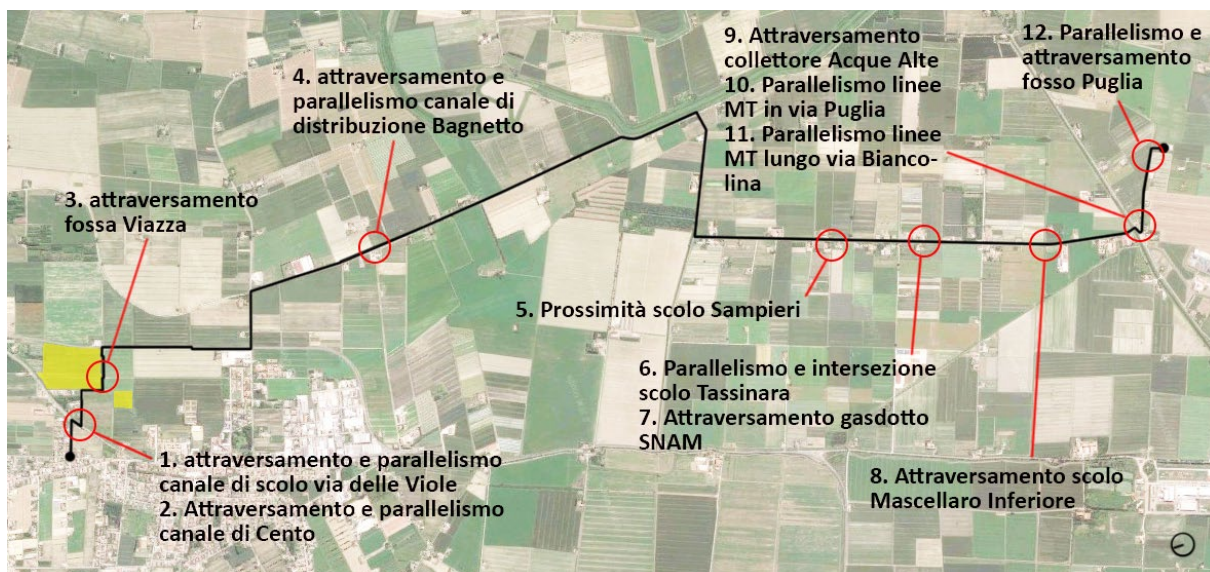 9. Attraversamento
collettore Acque Alte
10. Parallelismo linee
MT in via Puglia
11. Parallelismo linee
MT lungo via Bianco-
lina
12. Parallelismo e
attraversamento
fosso Puglia
4. attraversamento e
parallelismo canale di
distribuzione Bagnetto
3. attraversamento
fossa Viazza
5. Prossimità scolo Sampieri
6. Parallelismo e intersezione
scolo Tassinara
7. Attraversamento gasdotto
SNAM
1. attraversamento e parallelismo
canale di scolo via delle Viole
2. Attraversamento e parallelismo
canale di Cento
8. Attraversamento scolo
Mascellaro Inferiore